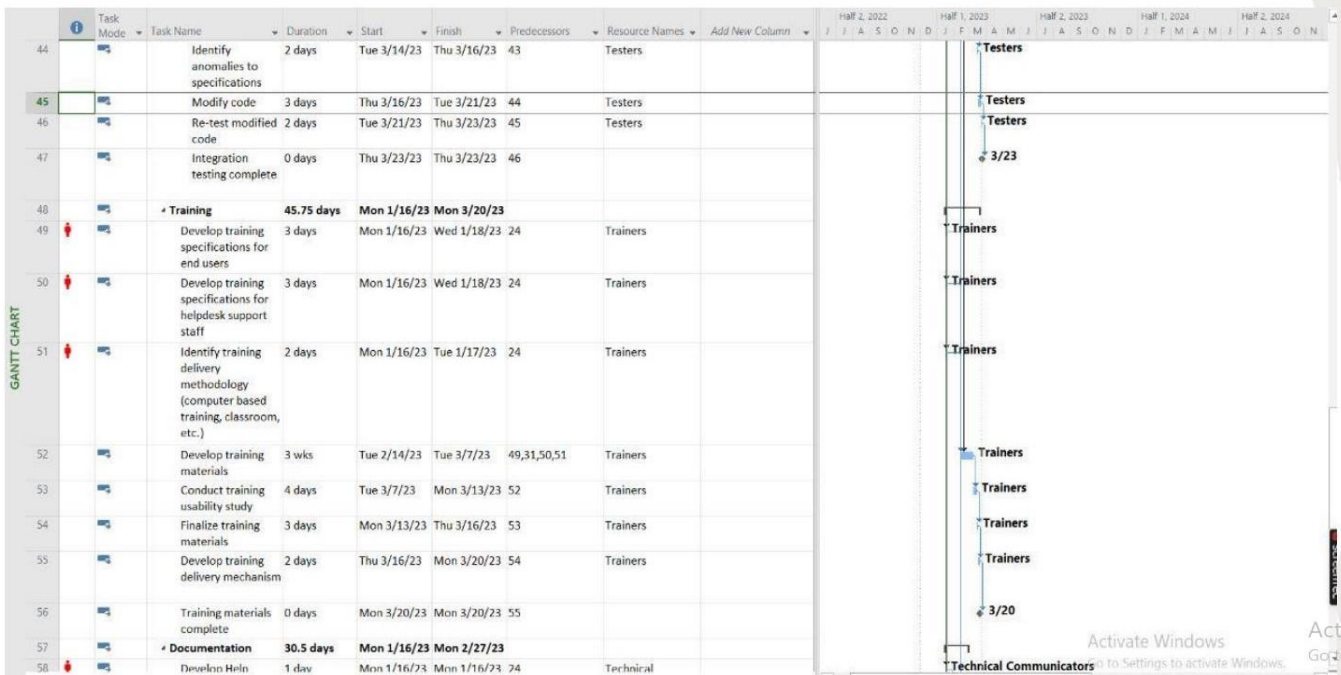 Half 2, 2022 Half 1, 2023 Half 2, 2023 Half 1, 2024 Half 2, 2024
Task Mode Task Name Duration Start Finish Predecessors Resource Names Add New Column J J A S O N D J F M A M J J A S O N D J F M A M J J A S O N
44 Identify 2 days Tue 3/14/23 Thu 3/16/23 43 Testers Testers
anomalies to
specifications
45 Modify code 3 days Thu 3/16/23 Tue 3/21/23 44 Testers Testers
46 Re-test modified 2 days Tue 3/21/23 Thu 3/23/23 45 Testers Testers
code
47 Integration 0 days Thu 3/23/23 Thu 3/23/23 46 3/23
testing complete
48 Training 45.75 days Mon 1/16/23 Mon 3/20/23
49 Develop training 3 days Mon 1/16/23 Wed 1/18/23 24 Trainers Trainers
specifications for
end users
50 Develop training 3 days Mon 1/16/23 Wed 1/18/23 24 Trainers Trainers
specifications for
helpdesk support
staff
GANTT CHART
51 Identify training 2 days Mon 1/16/23 Tue 1/17/23 24 Trainers Trainers
delivery
methodology
(computer based
training, classroom,
etc.)
52 Develop training 3 wks Tue 2/14/23 Tue 3/7/23 49,31,50,51 Trainers Trainers
materials
53 Conduct training 4 days Tue 3/7/23 Mon 3/13/23 52 Trainers Trainers
usability study
54 Finalize training 3 days Mon 3/13/23 Thu 3/16/23 53 Trainers Trainers
materials
55 Develop training 2 days Thu 3/16/23 Mon 3/20/23 54 Trainers Trainers
delivery mechanism
56 Training materials 0 days Mon 3/20/23 Mon 3/20/23 55 3/20
complete
57 Documentation 30.5 days Mon 1/16/23 Mon 2/27/23
58 Develop Help 1 day Mon 1/16/23 Mon 1/16/23 24 Technical Technical Communicators
Activate Windows
Go to Settings to activate Windows.
Act